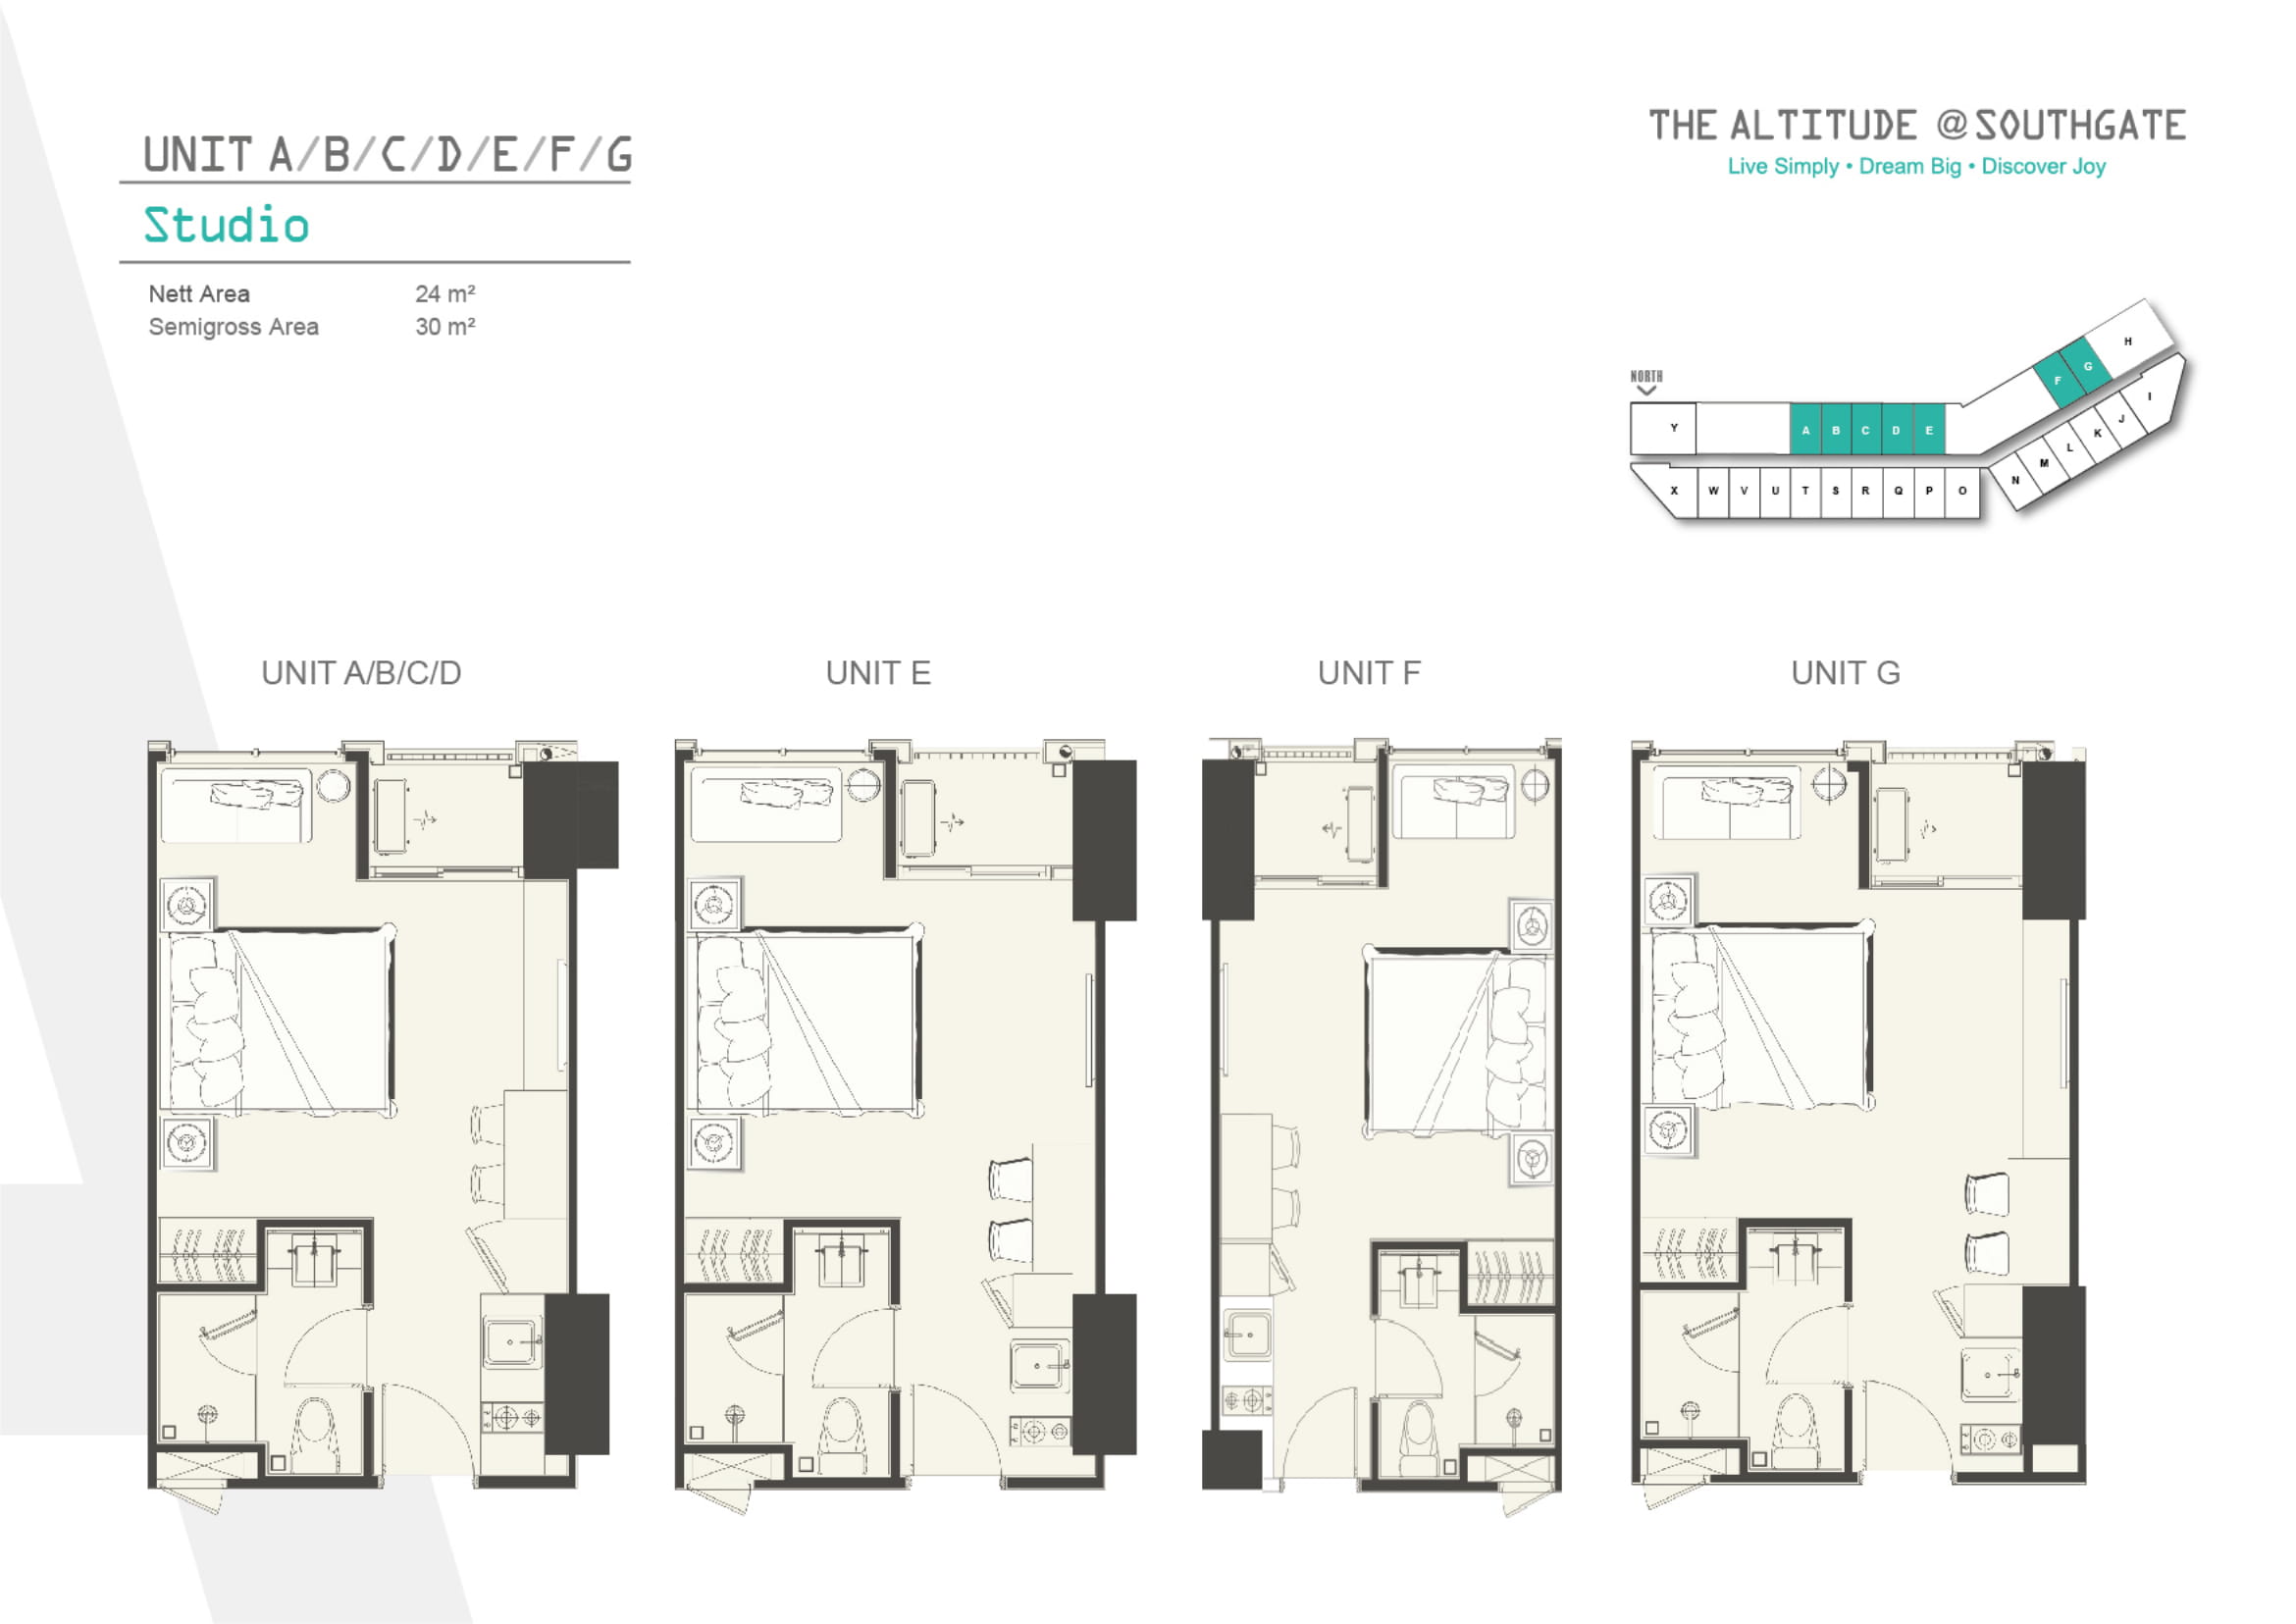 UNIT A/B/C/D/E/F/G
Studio
Nett Area 24 m²
Semigross Area 30 m²
THE ALTITUDE @ SOUTHGATE
Live Simply • Dream Big • Discover Joy
NORTH
H
G
F
I
J
K
L
M
N
Y
A B C D E
X W V U T S R Q P O
UNIT A/B/C/D
UNIT E
UNIT F
UNIT G